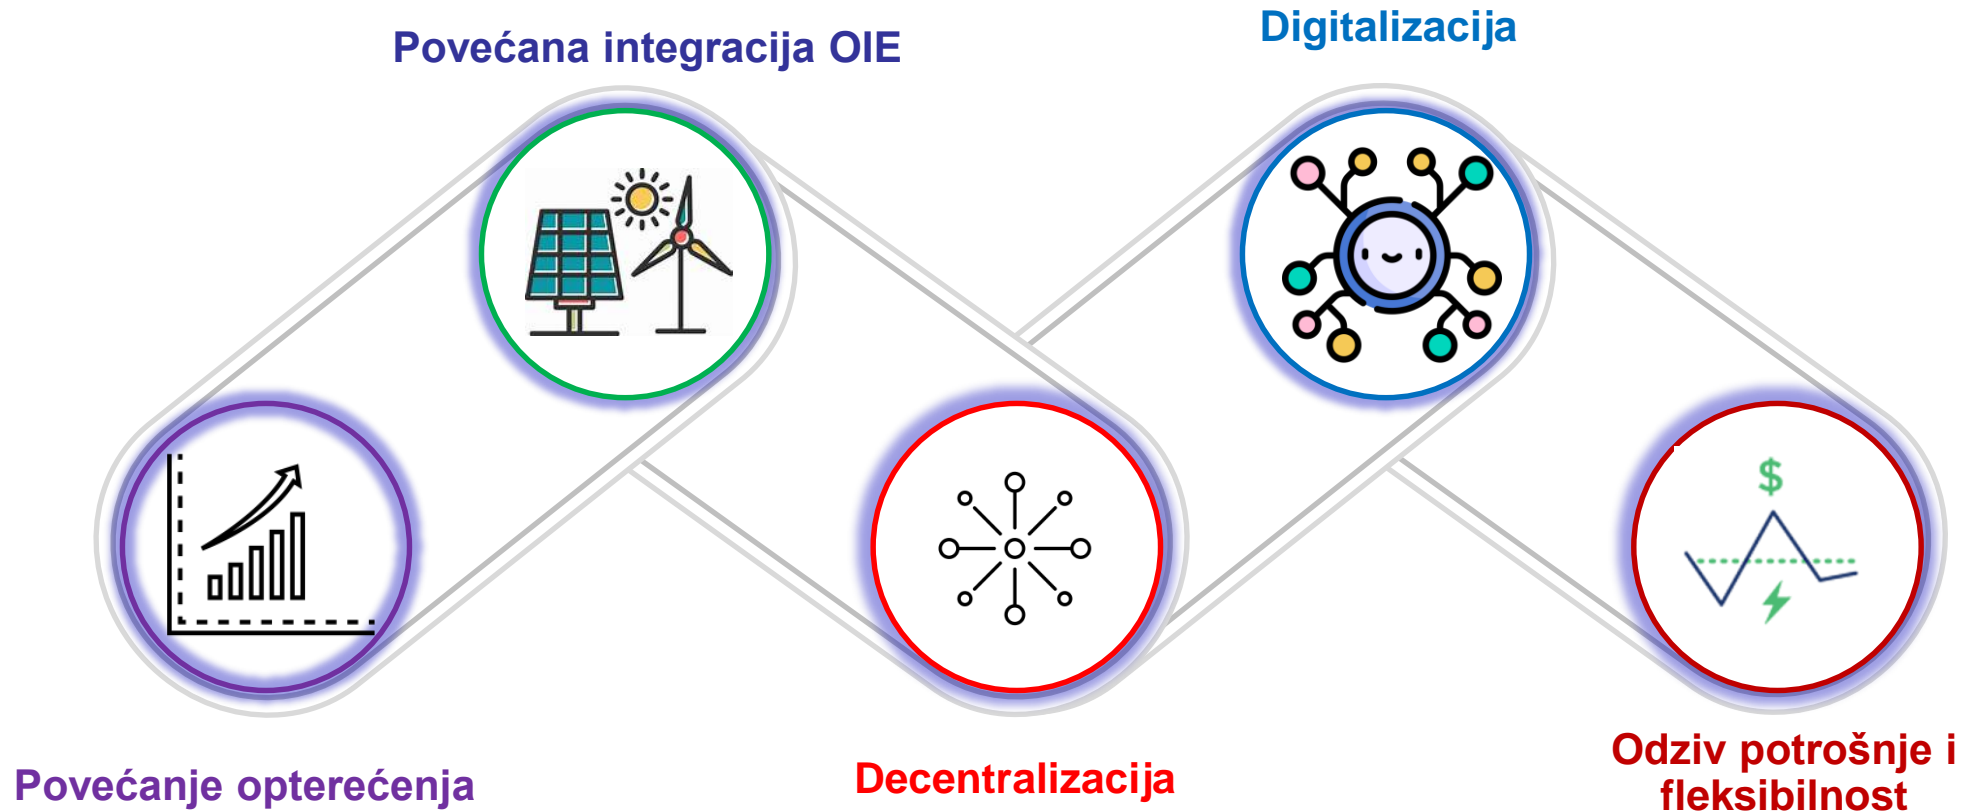 Povećana integracija OIE
Digitalizacija
$
Povećanje opterećenja
Decentralizacija
Odziv potrošnje i
fleksibilnost